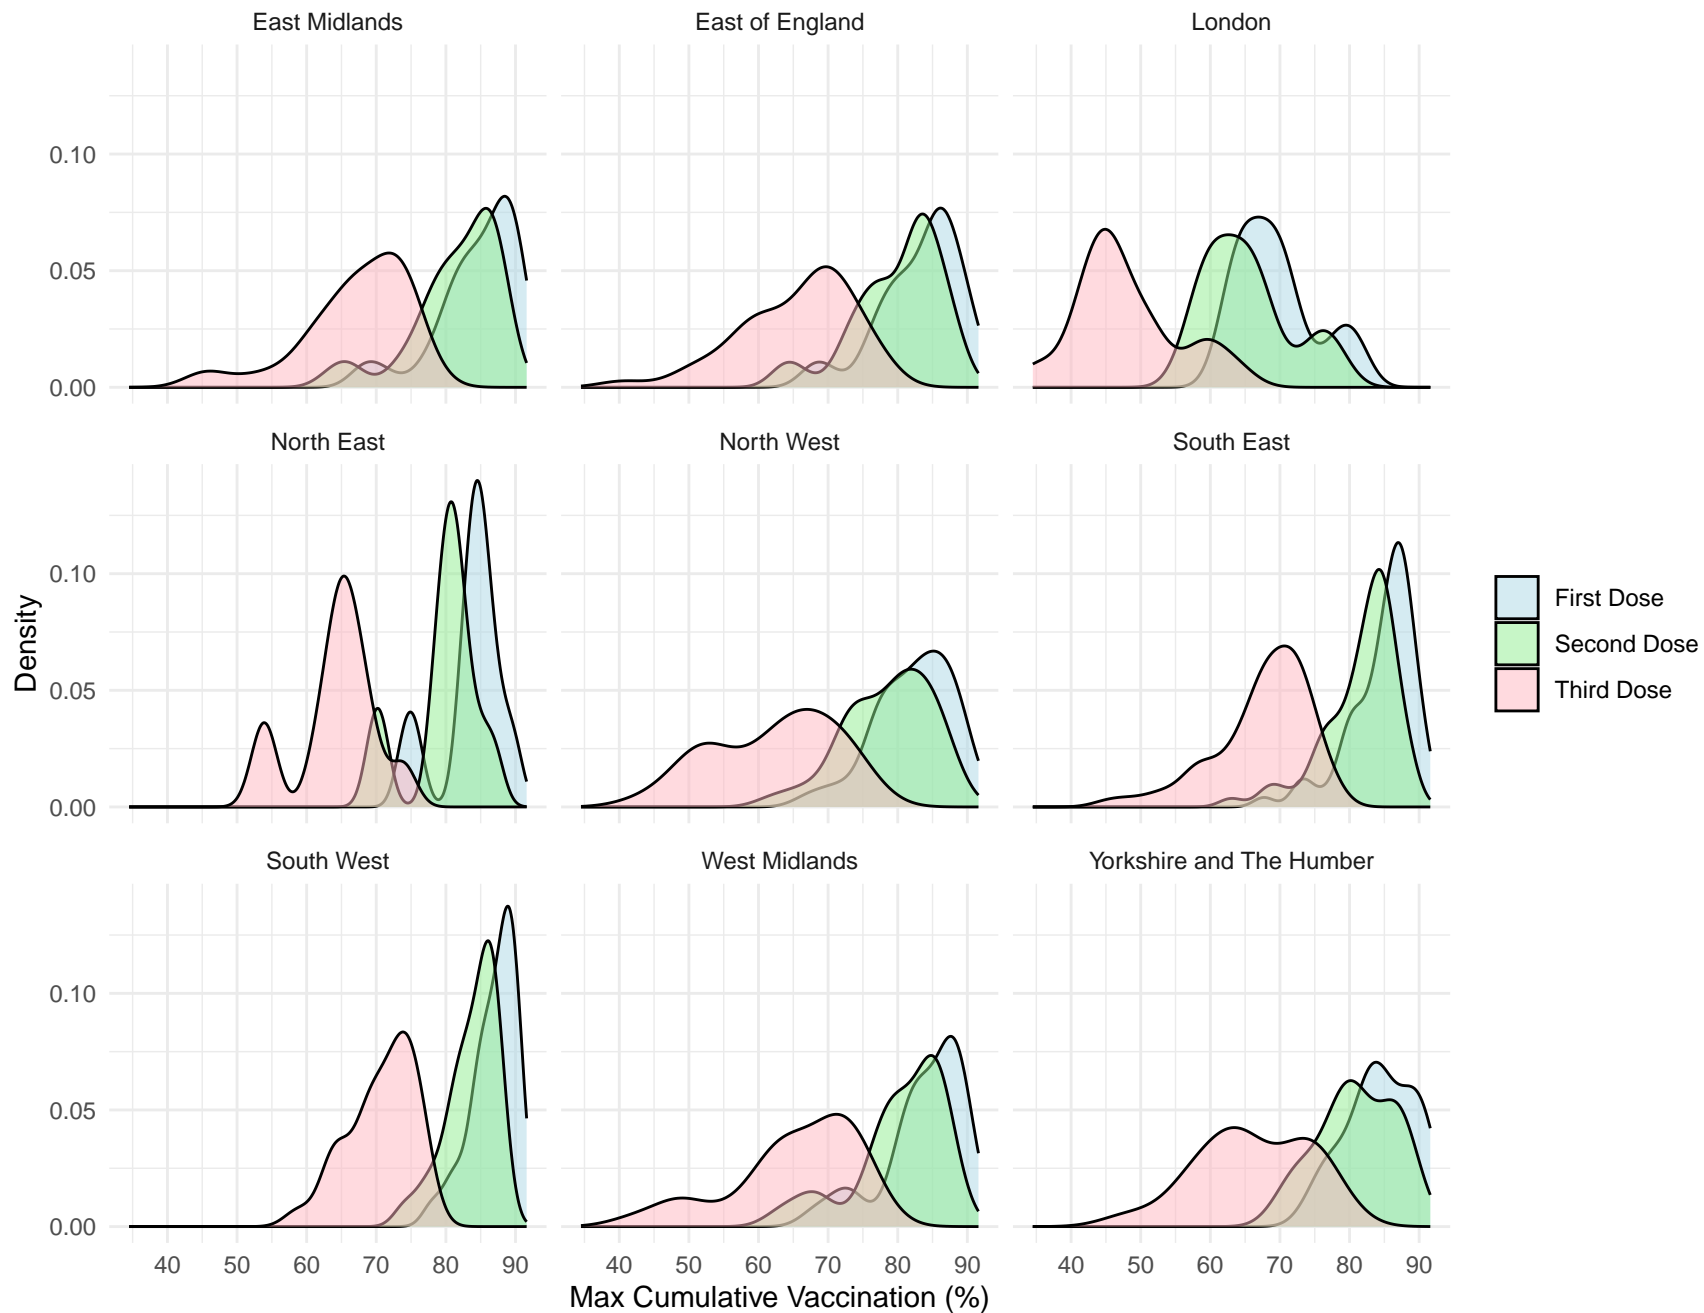 East Midlands
East of England
London
0.10
0.05
0.00
North East
North West
South East
0.10
0.05
0.00
Density
First Dose
Second Dose
Third Dose
South West
West Midlands
Yorkshire and The Humber
0.10
0.05
0.00
40 50 60 70 80 90
40 50 60 70 80 90
40 50 60 70 80 90
Max Cumulative Vaccination (%)